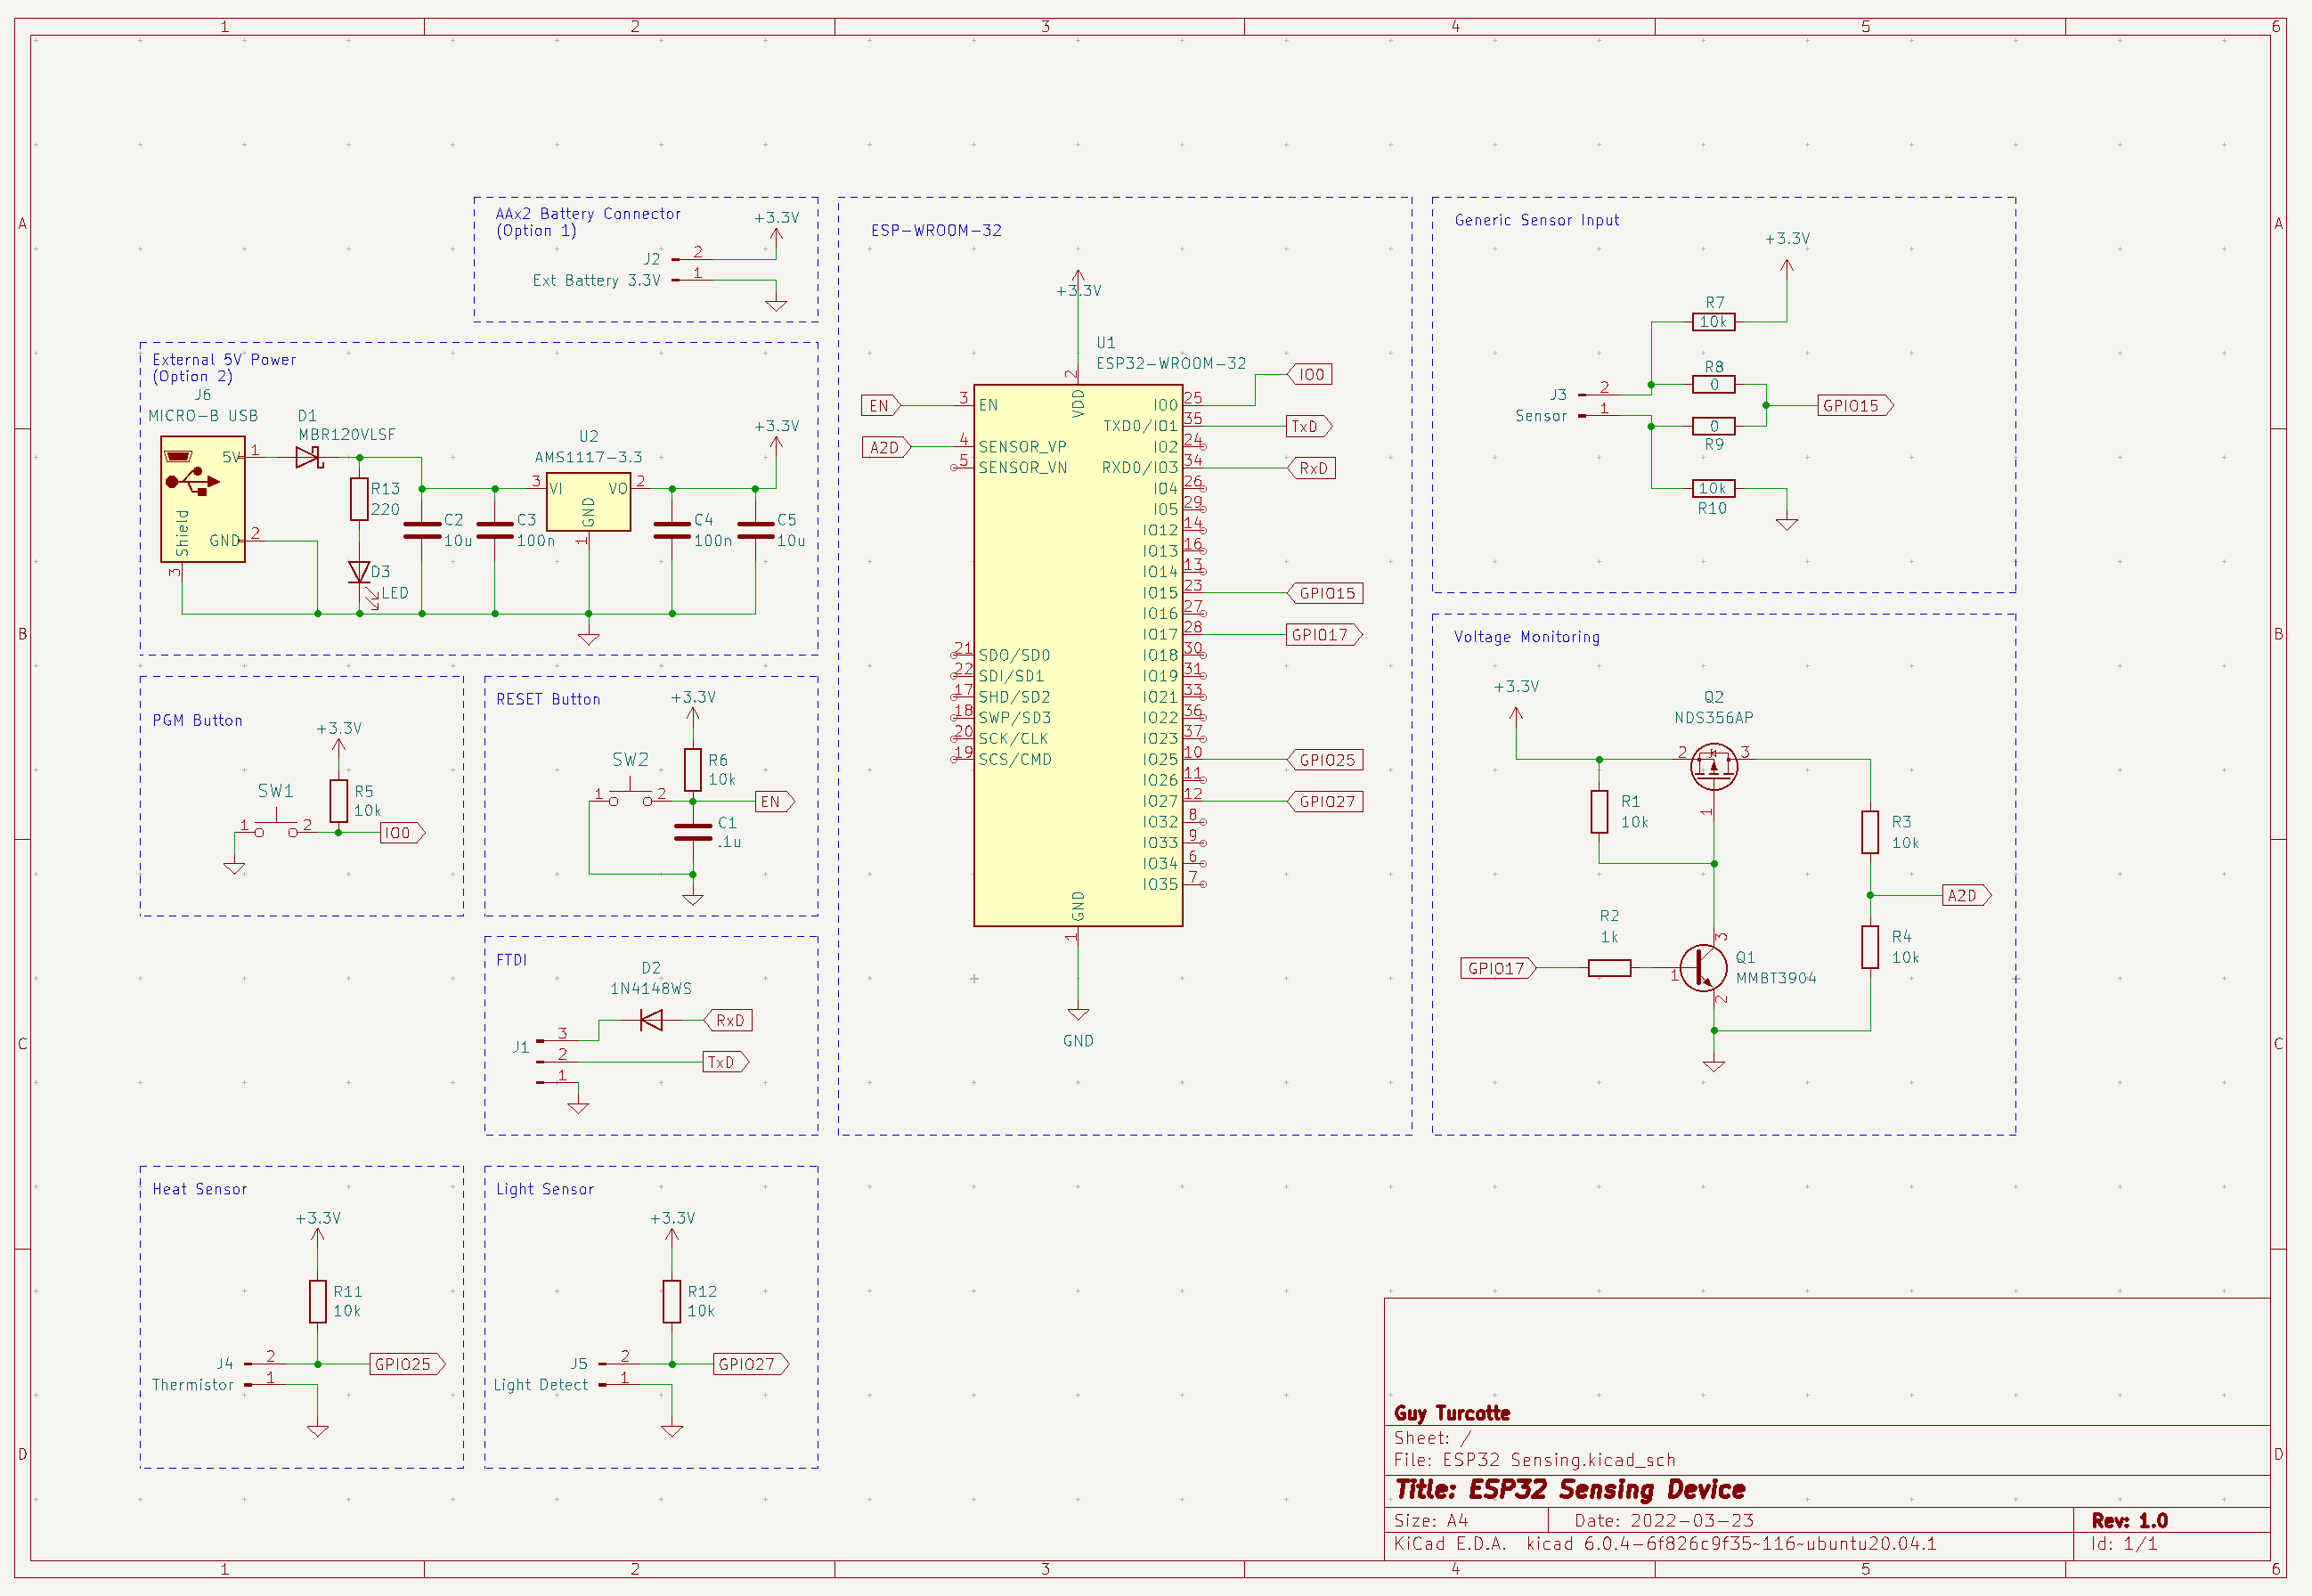 1 2 3 4 5 6
A
B
C
D
A
B
C
D
1 2 3 4 5 6
AAx2 Battery Connector
(Option 1)
+3.3V
J2
2
Ext Battery 3.3V
1
External 5V Power
(Option 2)
J6
MICRO-B USB
5V
1
GND
2
Shield
3
D1
MBR120VLSF
R13
220
D3
LED
C2
10u
C3
100n
U2
AMS1117-3.3
3
VI
VO
2
GND
1
C4
100n
C5
10u
+3.3V
PGM Button
+3.3V
SW1
1
2
R5
10k
IO0
RESET Button
+3.3V
SW2
1
2
R6
10k
EN
C1
.1u
FTDI
D2
1N4148WS
RxD
J1
3
2
TxD
1
Heat Sensor
+3.3V
R11
10k
J4
2
GPIO25
Thermistor
1
Light Sensor
+3.3V
R12
10k
J5
2
GPIO27
Light Detect
1
ESP-WROOM-32
+3.3V
U1
ESP32-WROOM-32
2
VDD
EN
3 EN
A2D
4 SENSOR_VP
5 SENSOR_VN
21 SDO/SD0
22 SDI/SD1
17 SHD/SD2
18 SWP/SD3
20 SCK/CLK
19 SCS/CMD
IO0 25
IO0
TXD0/IO1 35
TxD
IO2 24
RXD0/IO3 34
RxD
IO4 26
IO5 29
IO12 14
IO13 16
IO14 13
IO15 23
GPIO15
IO16 27
IO17 28
GPIO17
IO18 30
IO19 31
IO21 33
IO22 36
IO23 37
IO25 10
GPIO25
IO26 11
IO27 12
GPIO27
IO32 8
IO33 9
IO34 6
IO35 7
GND
1
GND
Generic Sensor Input
+3.3V
R7
10k
R8
0
J3
2
Sensor
1
GPIO15
0
R9
10k
R10
Voltage Monitoring
+3.3V
Q2
NDS356AP
2
3
1
R1
10k
R3
10k
A2D
R2
1k
GPIO17
1
3
Q1
MMBT3904
2
R4
10k
Guy Turcotte
Sheet: /
File: ESP32 Sensing.kicad_sch
Title: ESP32 Sensing Device
Size: A4
Date: 2022-03-23
Rev: 1.0
KiCad E.D.A. kicad 6.0.4-6f826c9f35~116~ubuntu20.04.1
Id: 1/1